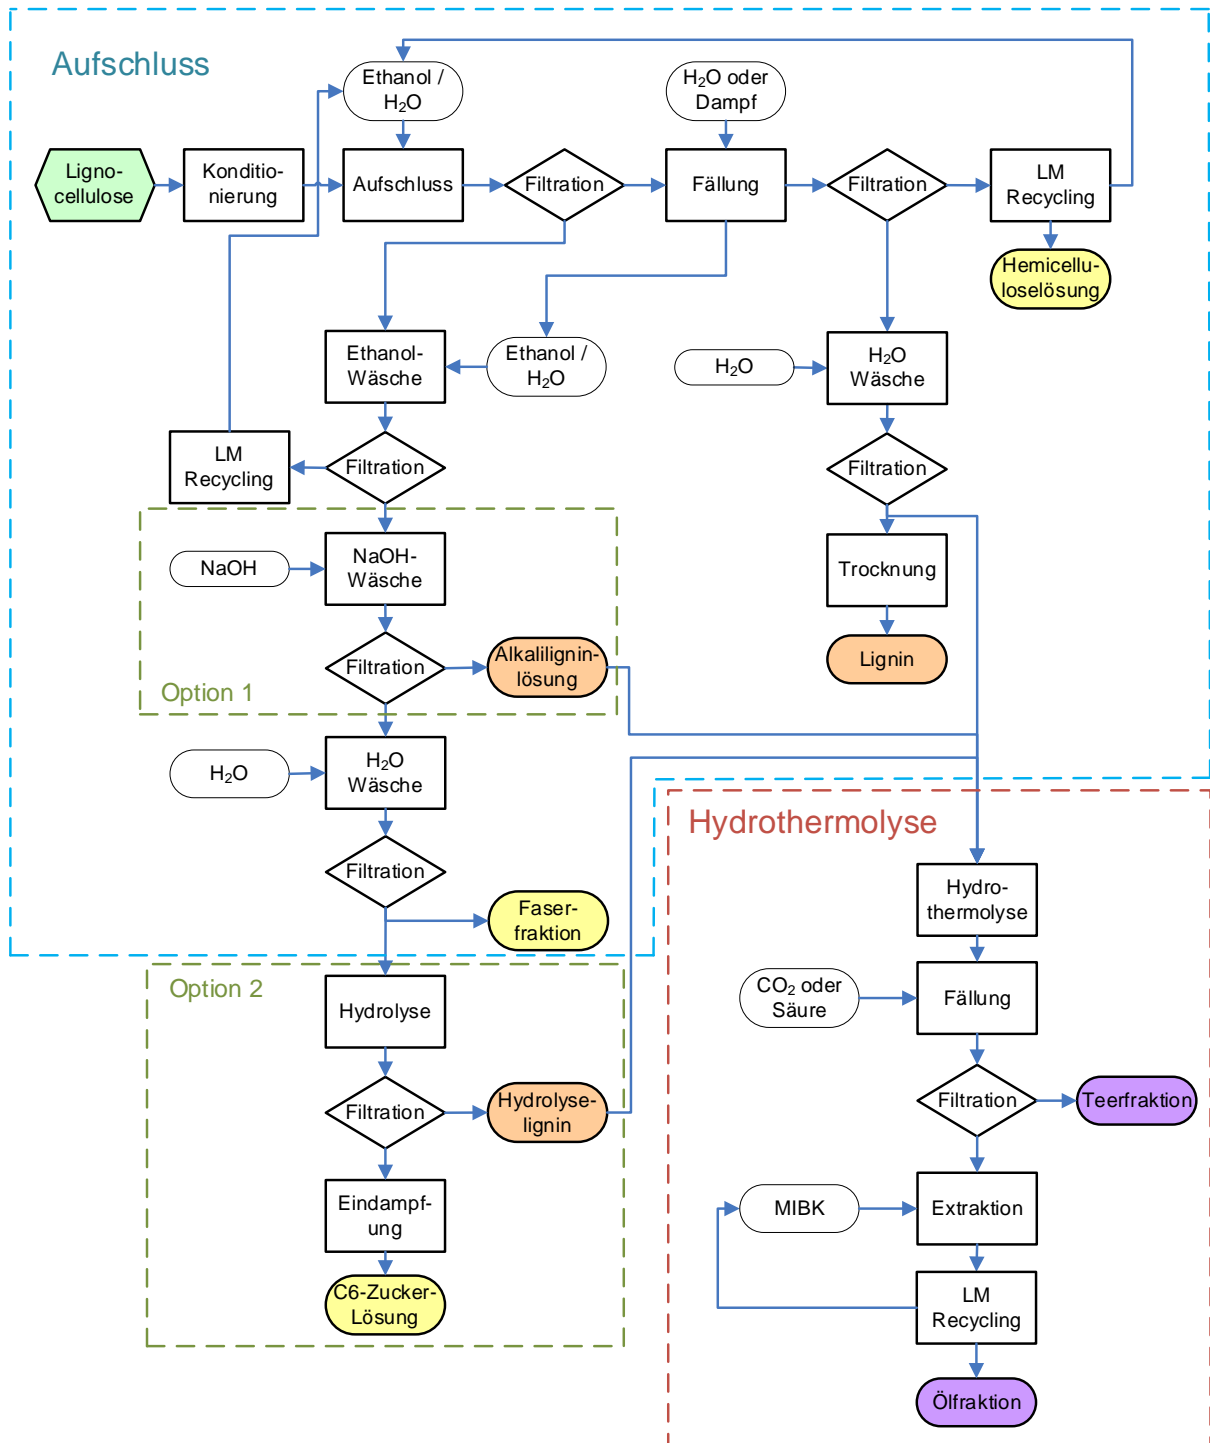 Aufschluss
Ethanol /
H₂O
H₂O oder
Dampf
Ligno-
cellulose
Konditio-
nierung
Aufschluss
Filtration
Fällung
Filtration
LM
Recycling
Hemicellu-
loselösung
Ethanol-
Wäsche
Ethanol /
H₂O
H₂O
H₂O
Wäsche
LM
Recycling
Filtration
Filtration
NaOH
NaOH-
Wäsche
Trocknung
Filtration
Alkalilignin-
lösung
Lignin
Option 1
H₂O
H₂O
Wäsche
Hydrothermolyse
Filtration
Faser-
fraktion
Hydro-
thermolyse
Option 2
Hydrolyse
CO₂ oder
Säure
Fällung
Filtration
Hydrolyse-
lignin
Filtration
Teerfraktion
Eindampf-
ung
MIBK
Extraktion
C6-Zucker-
Lösung
LM
Recycling
Ölfraktion